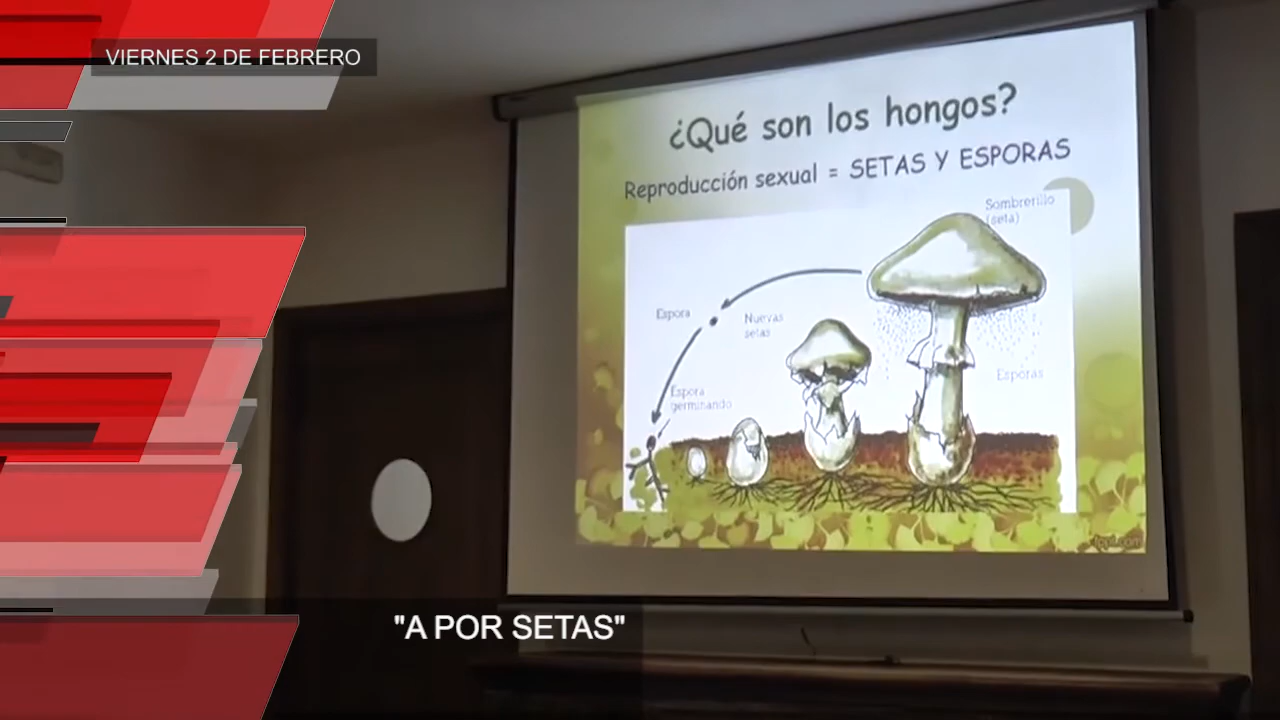 VIERNES 2 DE FEBRERO
¿Qué son los hongos?
Reproducción sexual = SETAS Y ESPORAS
Sombrerillo
(seta)
Espora
Nuevas
setas
Esporas
Espora
germinando
"A POR SETAS"